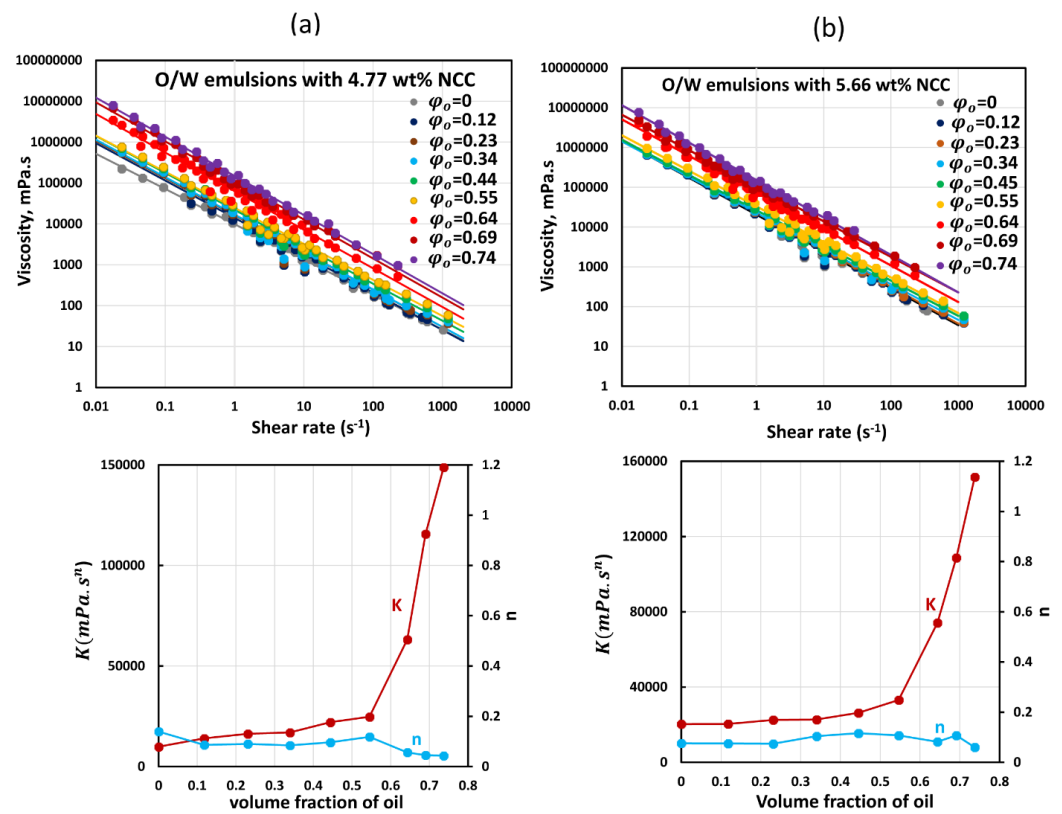 (a)
O/W emulsions with 4.77 wt% NCC
Viscosity, mPa.s
100000000
10000000
1000000
100000
10000
1000
100
10
1
φₒ=0
φₒ=0.12
φₒ=0.23
φₒ=0.34
φₒ=0.44
φₒ=0.55
φₒ=0.64
φₒ=0.69
φₒ=0.74
0.01 0.1 1 10 100 1000 10000
Shear rate (s⁻¹)
(b)
O/W emulsions with 5.66 wt% NCC
Viscosity, mPa.s
100000000
10000000
1000000
100000
10000
1000
100
10
1
φₒ=0
φₒ=0.12
φₒ=0.23
φₒ=0.34
φₒ=0.45
φₒ=0.55
φₒ=0.64
φₒ=0.69
φₒ=0.74
0.01 0.1 1 10 100 1000 10000
Shear rate (s⁻¹)
K(mPa.sⁿ)
150000
100000
50000
0
K
n
1.2
1
0.8
0.6
0.4
0.2
0
n
0 0.1 0.2 0.3 0.4 0.5 0.6 0.7 0.8
volume fraction of oil
K(mPa.sⁿ)
160000
120000
80000
40000
0
K
n
1.2
1
0.8
0.6
0.4
0.2
0
n
0 0.1 0.2 0.3 0.4 0.5 0.6 0.7 0.8
Volume fraction of oil